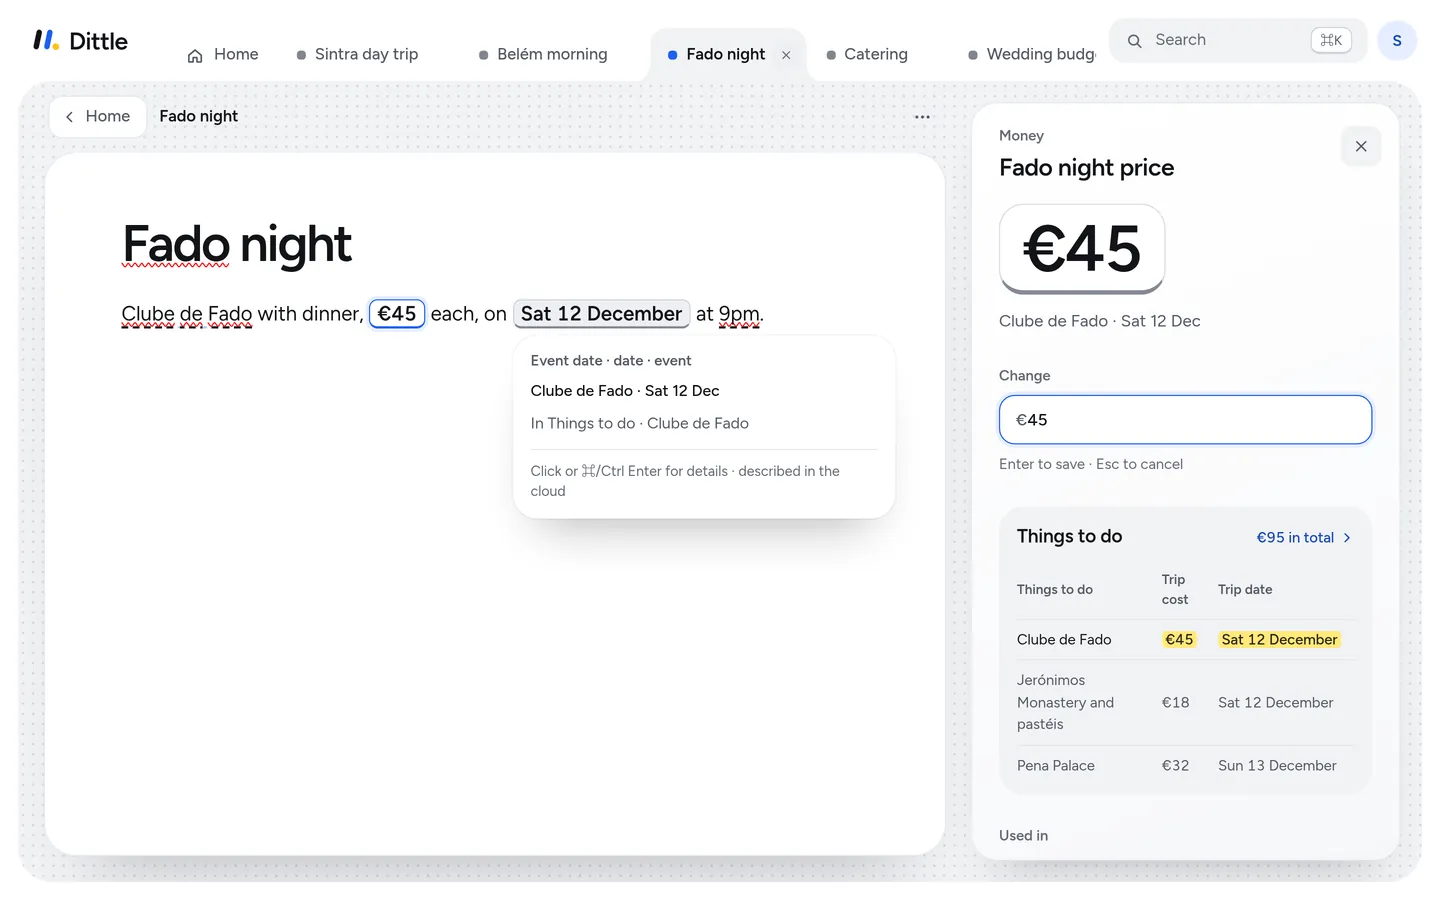 Dittle
Home
Sintra day trip
Belém morning
Fado night
Catering
Wedding budg
Search
⌘K
S
Home
Fado night
Fado night
Clube de Fado with dinner, €45 each, on Sat 12 December at 9pm.
Event date · date · event
Clube de Fado · Sat 12 Dec
In Things to do · Clube de Fado
Click or ⌘/Ctrl Enter for details · described in the
cloud
Money
Fado night price
€45
Clube de Fado · Sat 12 Dec
Change
€45
Enter to save · Esc to cancel
Things to do
€95 in total
Things to do
Trip
cost
Trip date
Clube de Fado €45 Sat 12 December
Jerónimos
Monastery and €18 Sat 12 December
pastéis
Pena Palace €32 Sun 13 December
Used in